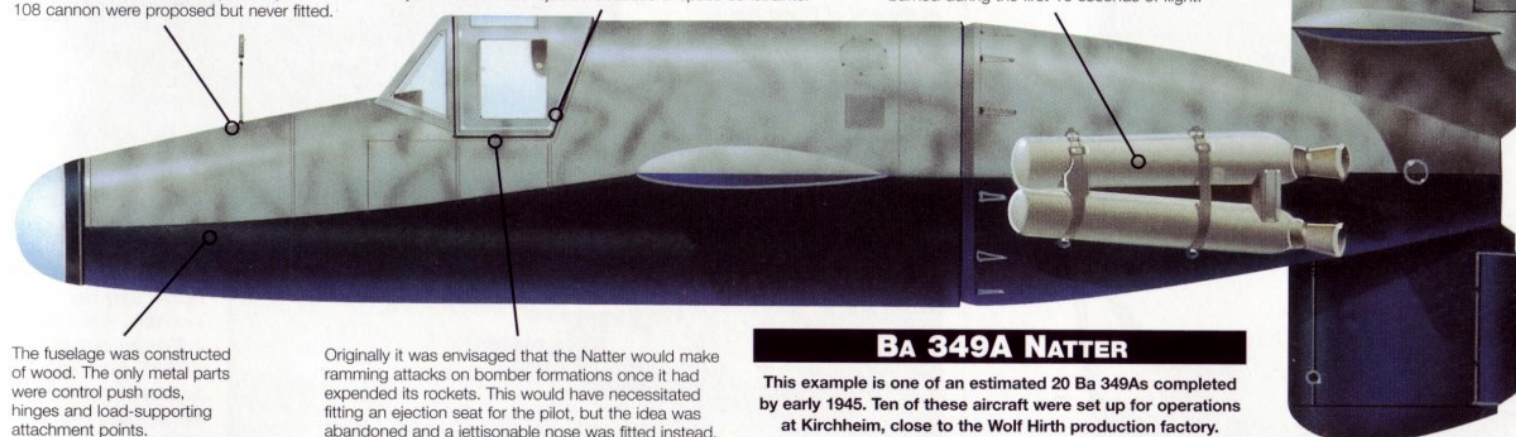 108 cannon were proposed but never fitted.
The fuselage was constructed
of wood. The only metal parts
were control push rods,
hinges and load-supporting
attachment points.
Originally it was envisaged that the Natter would make
ramming attacks on bomber formations once it had
expended its rockets. This would have necessitated
fitting an ejection seat for the pilot, but the idea was
abandoned and a jettisonable nose was fitted instead.
BA 349A NATTER
This example is one of an estimated 20 Ba 349As completed
by early 1945. Ten of these aircraft were set up for operations
at Kirchheim, close to the Wolf Hirth production factory.